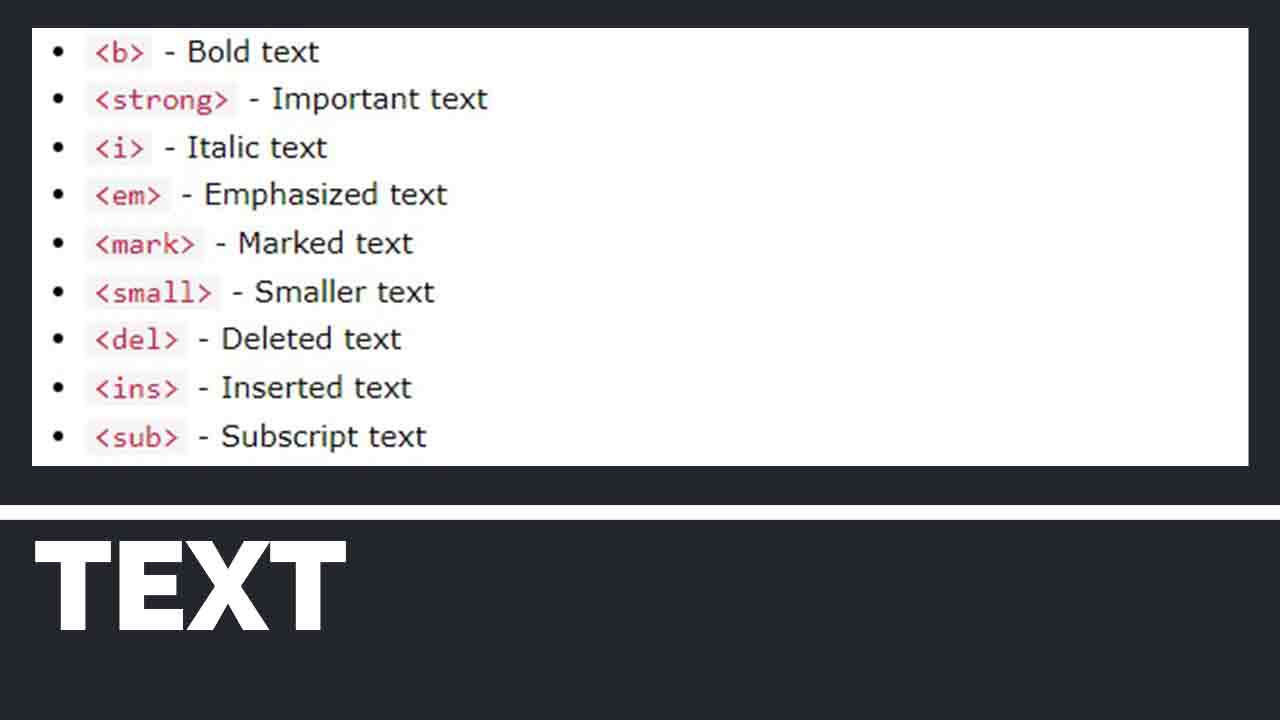 • <b> - Bold text
• <strong> - Important text
• <i> - Italic text
• <em> - Emphasized text
• <mark> - Marked text
• <small> - Smaller text
• <del> - Deleted text
• <ins> - Inserted text
• <sub> - Subscript text
TEXT